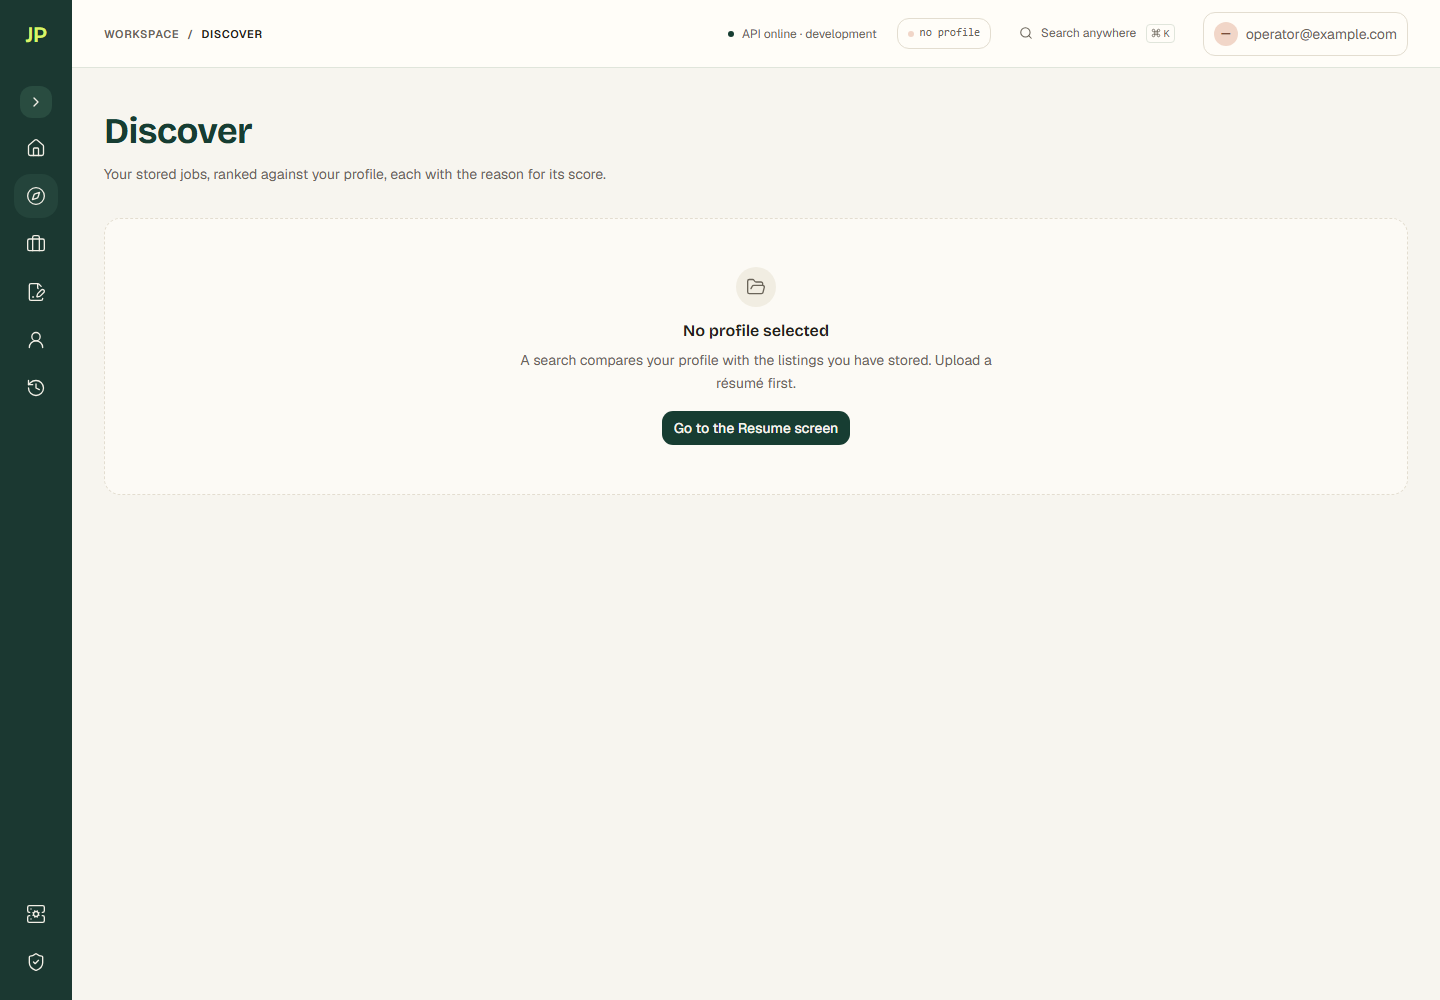 JP
WORKSPACE / DISCOVER
API online · development
no profile
Search anywhere
⌘ K
operator@example.com
Discover
Your stored jobs, ranked against your profile, each with the reason for its score.
No profile selected
A search compares your profile with the listings you have stored. Upload a
résumé first.
Go to the Resume screen